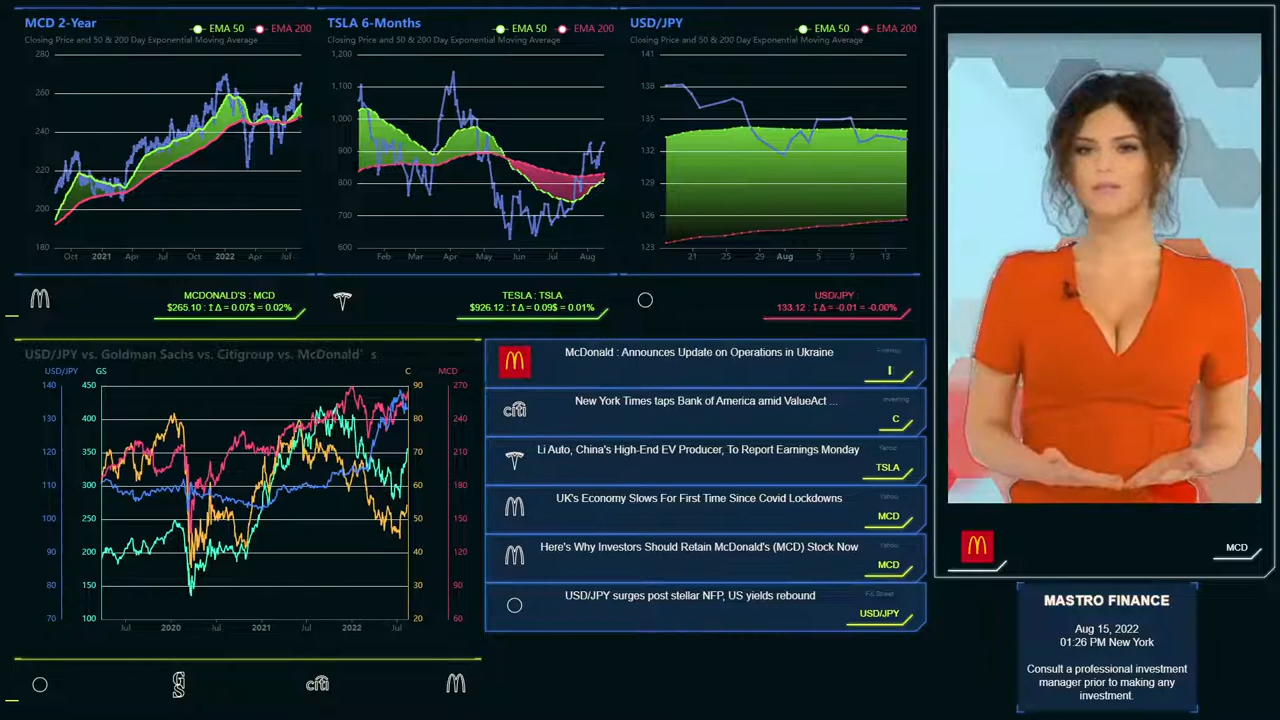 MCD 2-Year
EMA 50
EMA 200
Closing Price and 50 & 200 Day Exponential Moving Average
280
260
240
220
200
180
Oct
2021
Apr
Jul
Oct
2022
Apr
Jul
TSLA 6-Months
EMA 50
EMA 200
Closing Price and 50 & 200 Day Exponential Moving Average
1,200
1,100
1,000
900
800
700
600
Feb
Mar
Apr
May
Jun
Jul
Aug
USD/JPY
EMA 50
EMA 200
Closing Price and 50 & 200 Day Exponential Moving Average
141
138
135
132
129
126
123
21
25
29
Aug
5
9
13
MCDONALD'S : MCD
$265.10 : I Δ = 0.07$ = 0.02%
TESLA : TSLA
$926.12 : I Δ = 0.09$ = 0.01%
USD/JPY :
133.12 : I Δ = -0.01 = -0.00%
USD/JPY vs. Goldman Sachs vs. Citigroup vs. McDonald's
USD/JPY
GS
C
MCD
140
130
120
110
100
90
80
70
450
400
350
300
250
200
150
100
90
80
70
60
50
40
30
20
270
240
210
180
150
120
90
60
Jul
2020
Jul
2021
Jul
2022
Jul
GS
citi
McDonald : Announces Update on Operations in Ukraine
I
citi
New York Times taps Bank of America amid ValueAct ...
Investing
C
Li Auto, China's High-End EV Producer, To Report Earnings Monday
Yahoo
TSLA
UK's Economy Slows For First Time Since Covid Lockdowns
Yahoo
MCD
Here's Why Investors Should Retain McDonald's (MCD) Stock Now
Yahoo
MCD
USD/JPY surges post stellar NFP, US yields rebound
USD/JPY
MCD
MASTRO FINANCE
Aug 15, 2022
01:26 PM New York
Consult a professional investment
manager prior to making any
investment.